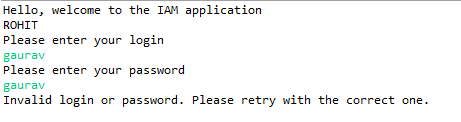 Hello, welcome to the IAM application
ROHIT
Please enter your login
gaurav
Please enter your password
gaurav
Invalid login or password. Please retry with the correct one.